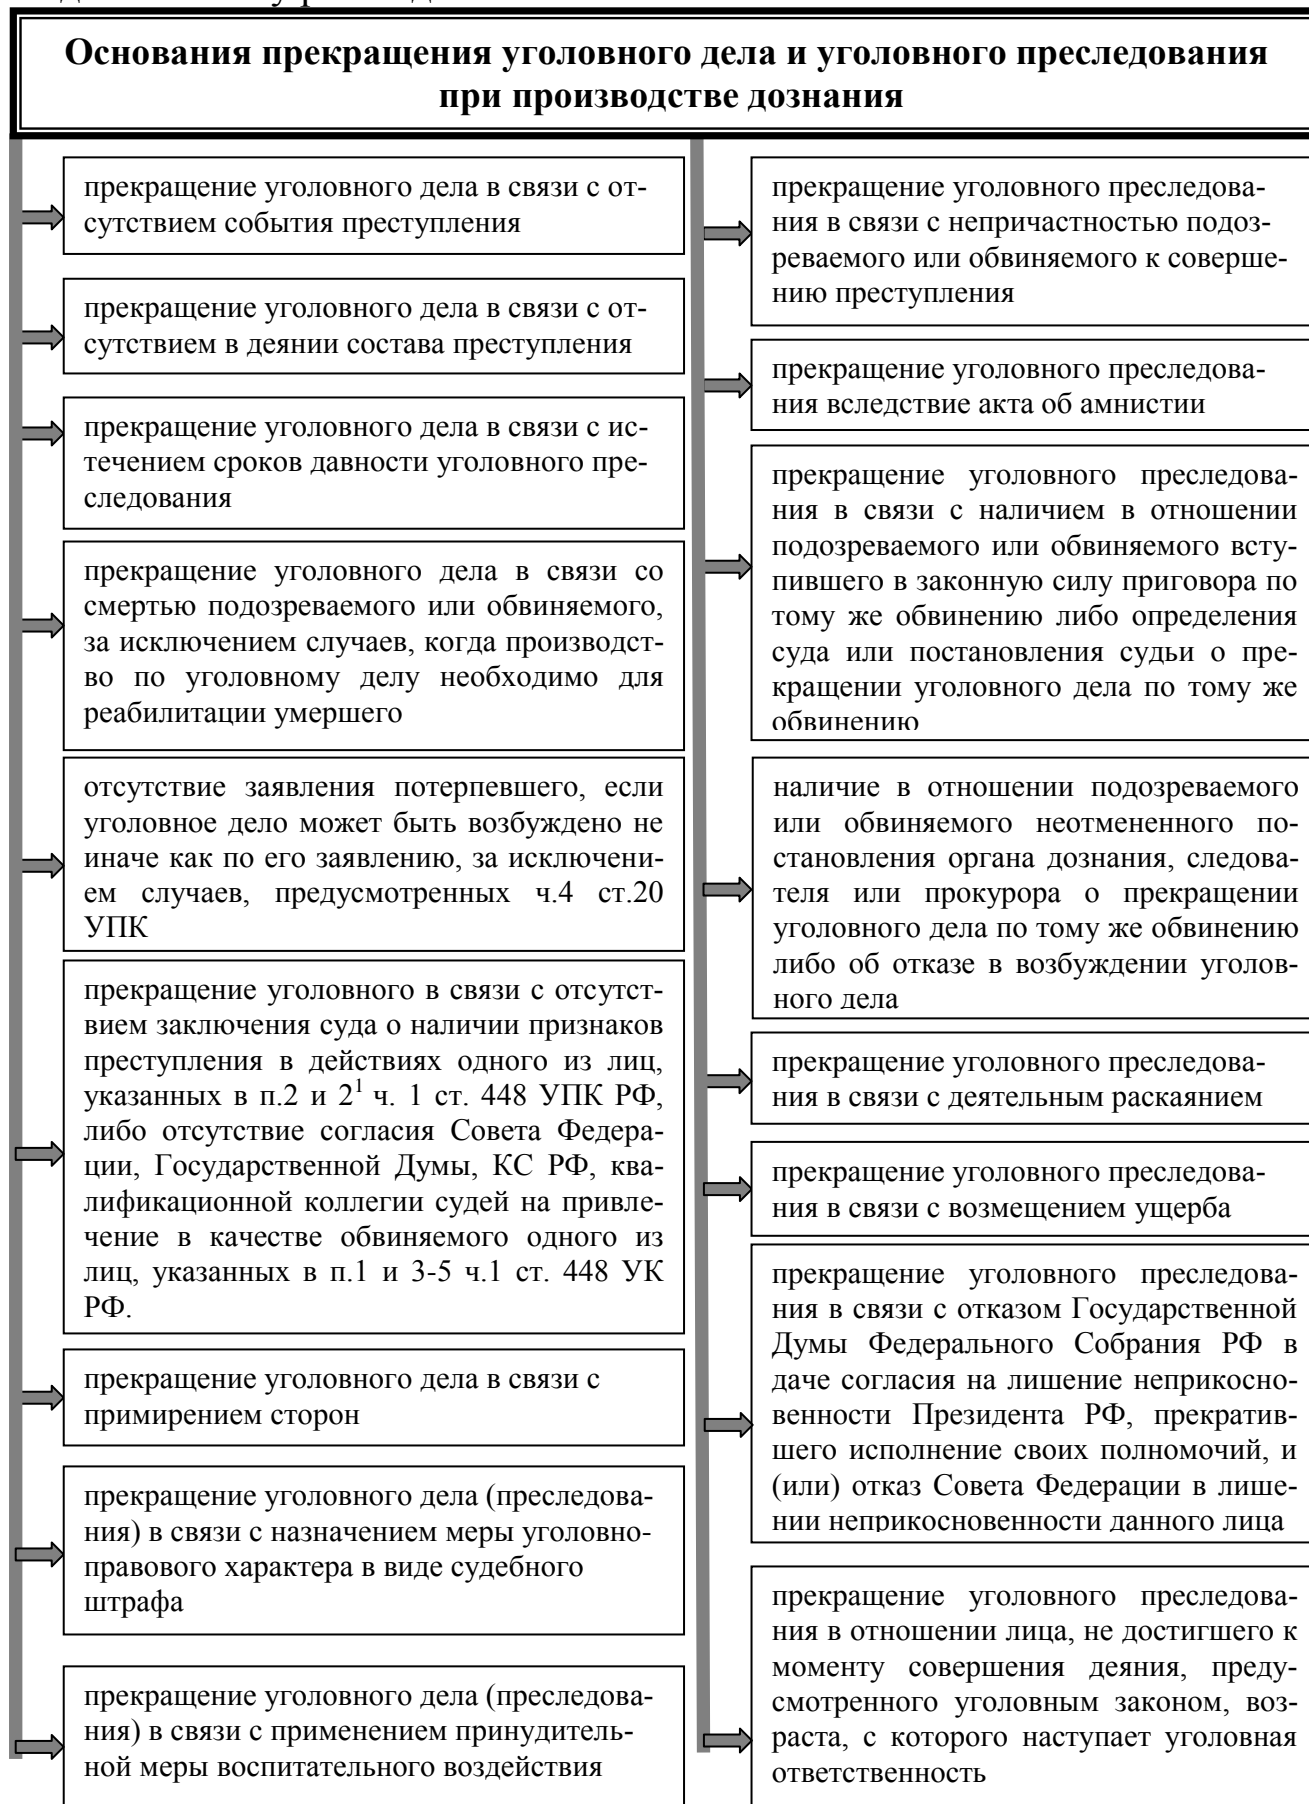 Основания прекращения уголовного дела и уголовного преследования
при производстве дознания
прекращение уголовного дела в связи с от-
сутствием события преступления
прекращение уголовного дела в связи с от-
сутствием в деянии состава преступления
прекращение уголовного дела в связи с ис-
течением сроков давности уголовного пре-
следования
прекращение уголовного дела в связи со
смертью подозреваемого или обвиняемого,
за исключением случаев, когда производст-
во по уголовному делу необходимо для
реабилитации умершего
отсутствие заявления потерпевшего, если
уголовное дело может быть возбуждено не
иначе как по его заявлению, за исключени-
ем случаев, предусмотренных ч.4 ст.20
УПК
прекращение уголовного в связи с отсутст-
вием заключения суда о наличии признаков
преступления в действиях одного из лиц,
указанных в п.2 и 2¹ ч. 1 ст. 448 УПК РФ,
либо отсутствие согласия Совета Федера-
ции, Государственной Думы, КС РФ, ква-
лификационной коллегии судей на привле-
чение в качестве обвиняемого одного из
лиц, указанных в п.1 и 3-5 ч.1 ст. 448 УК
РФ.
прекращение уголовного дела в связи с
примирением сторон
прекращение уголовного дела (преследова-
ния) в связи с назначением меры уголовно-
правового характера в виде судебного
штрафа
прекращение уголовного дела (преследова-
ния) в связи с применением принудитель-
ной меры воспитательного воздействия
прекращение уголовного преследова-
ния в связи с непричастностью подоз-
реваемого или обвиняемого к соверше-
нию преступления
прекращение уголовного преследова-
ния вследствие акта об амнистии
прекращение уголовного преследова-
ния в связи с наличием в отношении
подозреваемого или обвиняемого всту-
пившего в законную силу приговора по
тому же обвинению либо определения
суда или постановления судьи о пре-
кращении уголовного дела по тому же
обвинению
наличие в отношении подозреваемого
или обвиняемого неотмененного по-
становления органа дознания, следова-
теля или прокурора о прекращении
уголовного дела по тому же обвинению
либо об отказе в возбуждении уголов-
ного дела
прекращение уголовного преследова-
ния в связи с деятельным раскаянием
прекращение уголовного преследова-
ния в связи с возмещением ущерба
прекращение уголовного преследова-
ния в связи с отказом Государственной
Думы Федерального Собрания РФ в
даче согласия на лишение неприкосно-
венности Президента РФ, прекратив-
шего исполнение своих полномочий, и
(или) отказ Совета Федерации в лише-
нии неприкосновенности данного лица
прекращение уголовного преследова-
ния в отношении лица, не достигшего к
моменту совершения деяния, преду-
смотренного уголовным законом, воз-
раста, с которого наступает уголовная
ответственность